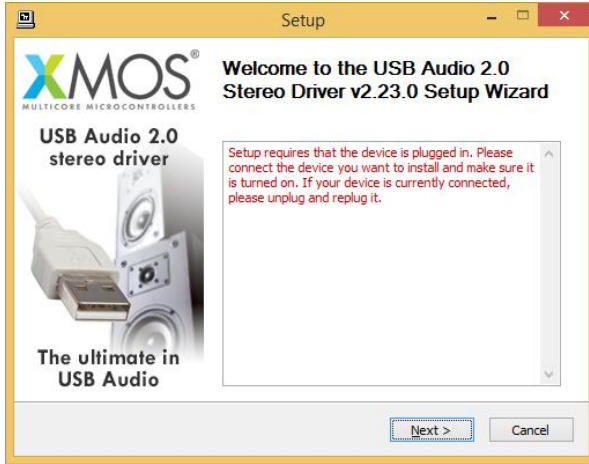 Setup
XMOS®
MULTICORE MICROCONTROLLERS
USB Audio 2.0
stereo driver
The ultimate in
USB Audio
Welcome to the USB Audio 2.0
Stereo Driver v2.23.0 Setup Wizard
Setup requires that the device is plugged in. Please
connect the device you want to install and make sure it
is turned on. If your device is currently connected,
please unplug and replug it.
Next >
Cancel